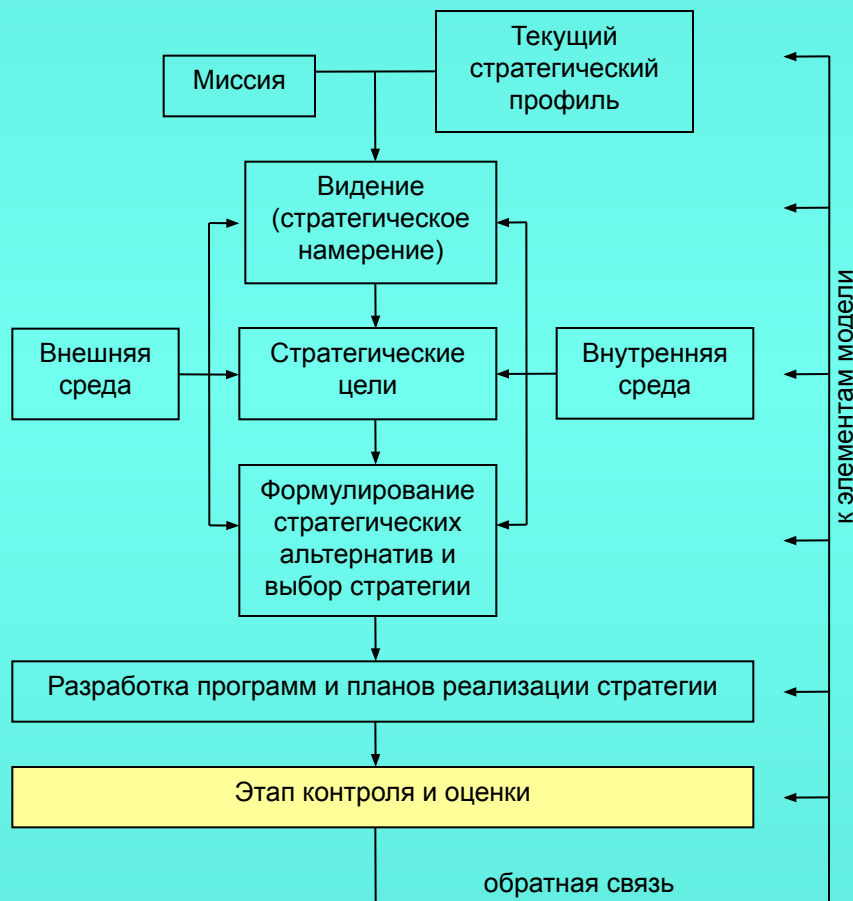 Миссия
Текущий
стратегический
профиль
Видение
(стратегическое
намерение)
Внешняя
среда
Стратегические
цели
Внутренняя
среда
Формулирование
стратегических
альтернатив и
выбор стратегии
Разработка программ и планов реализации стратегии
Этап контроля и оценки
обратная связь
к элементам модели